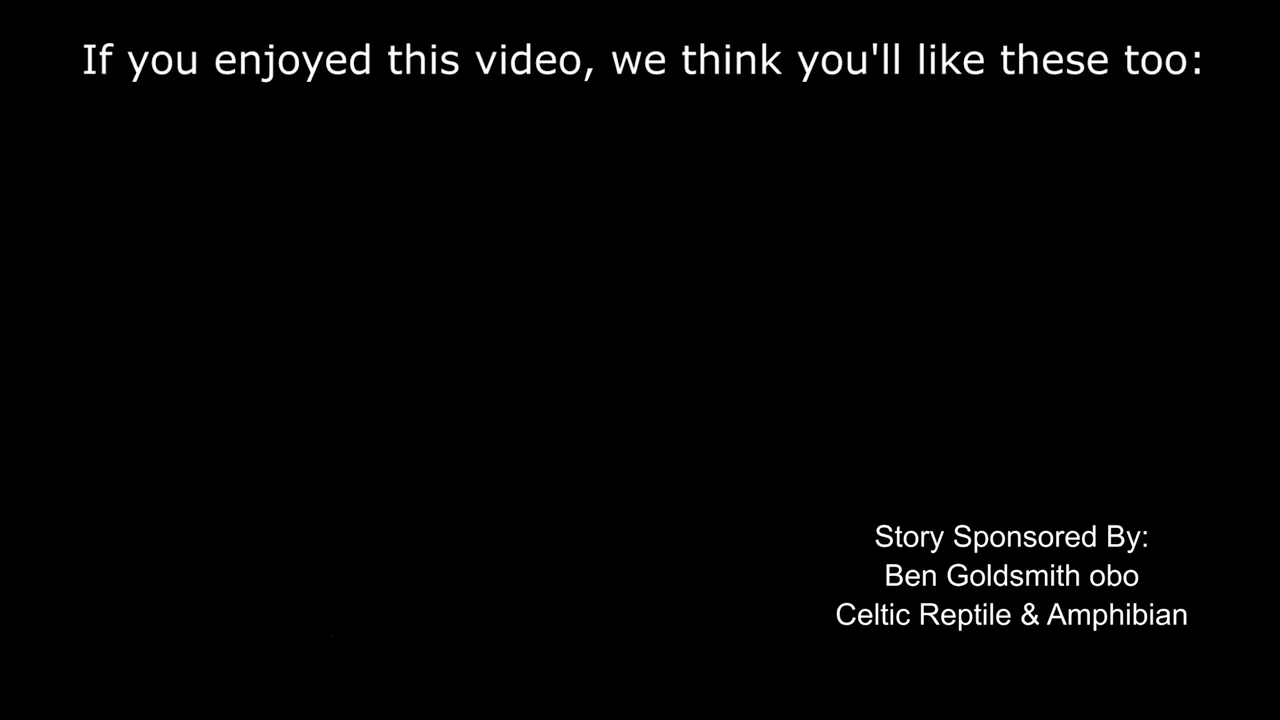 If you enjoyed this video, we think you'll like these too:
Story Sponsored By:
Ben Goldsmith obo
Celtic Reptile & Amphibian